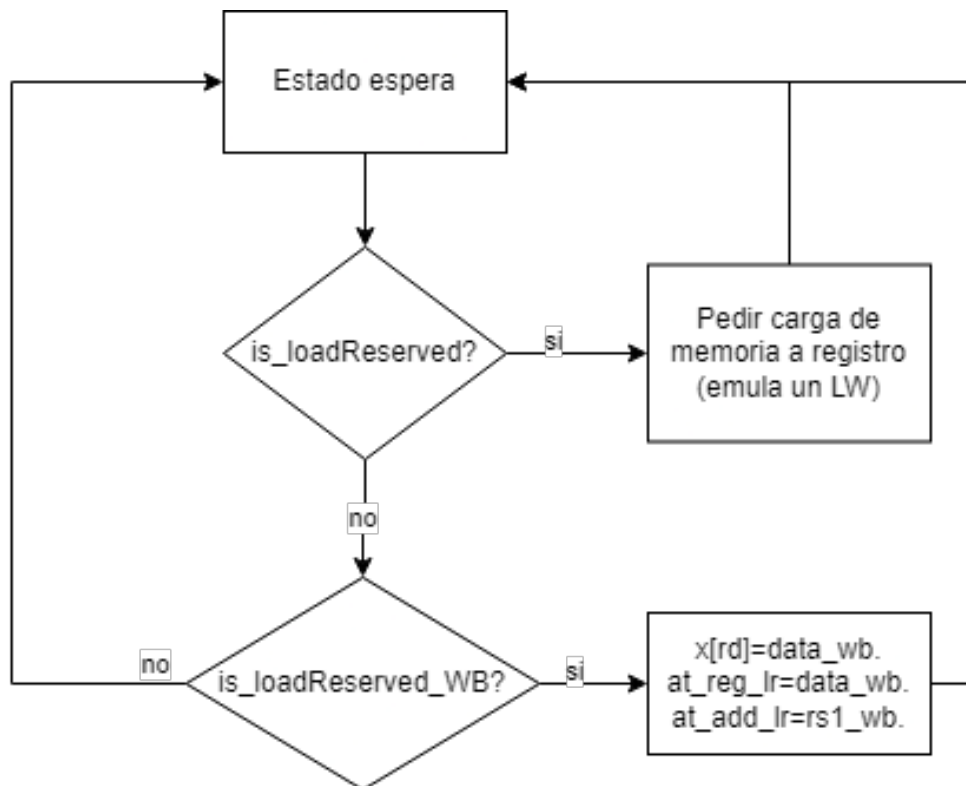 Estado espera
is_loadReserved?
si
Pedir carga de
memoria a registro
(emula un LW)
no
is_loadReserved_WB?
no
si
x[rd]=data_wb.
at_reg_lr=data_wb.
at_add_lr=rs1_wb.